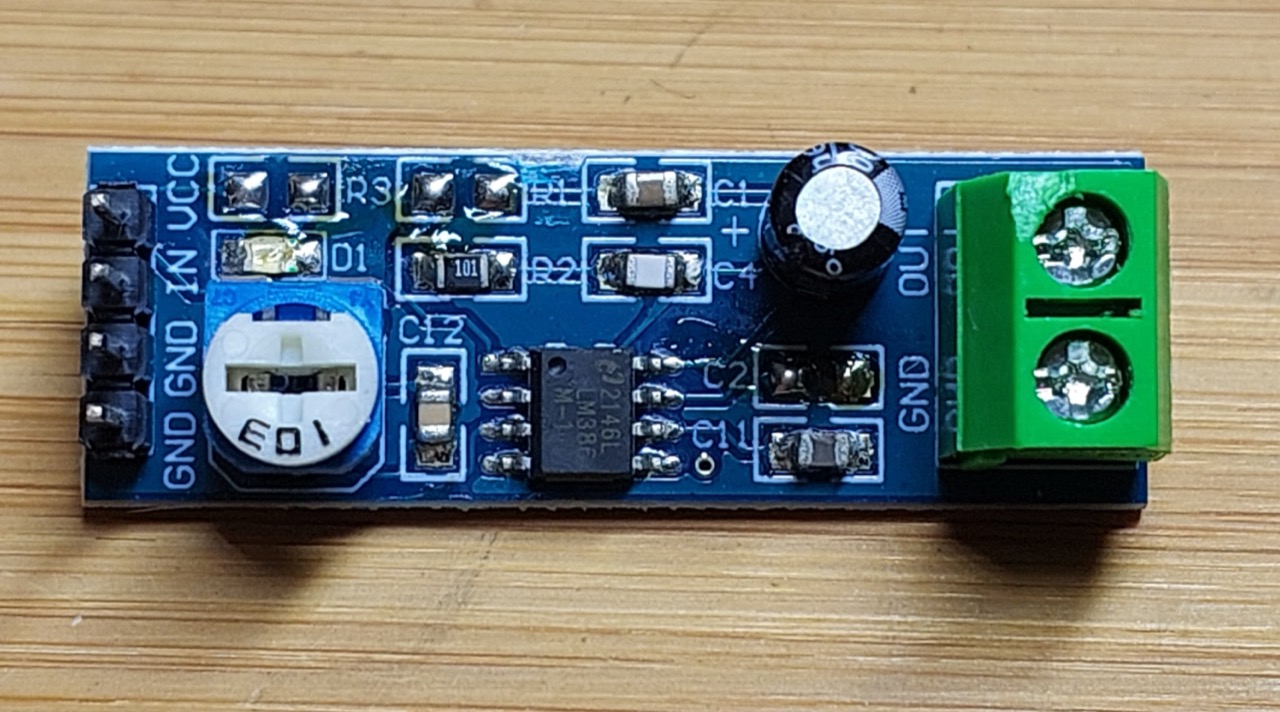 VCC
IN
GND
GND
R3
R1
C1
+
D1
101
R2
C4
OUT
C12
103
72146L
LM386
M-1
C2
C11
GND